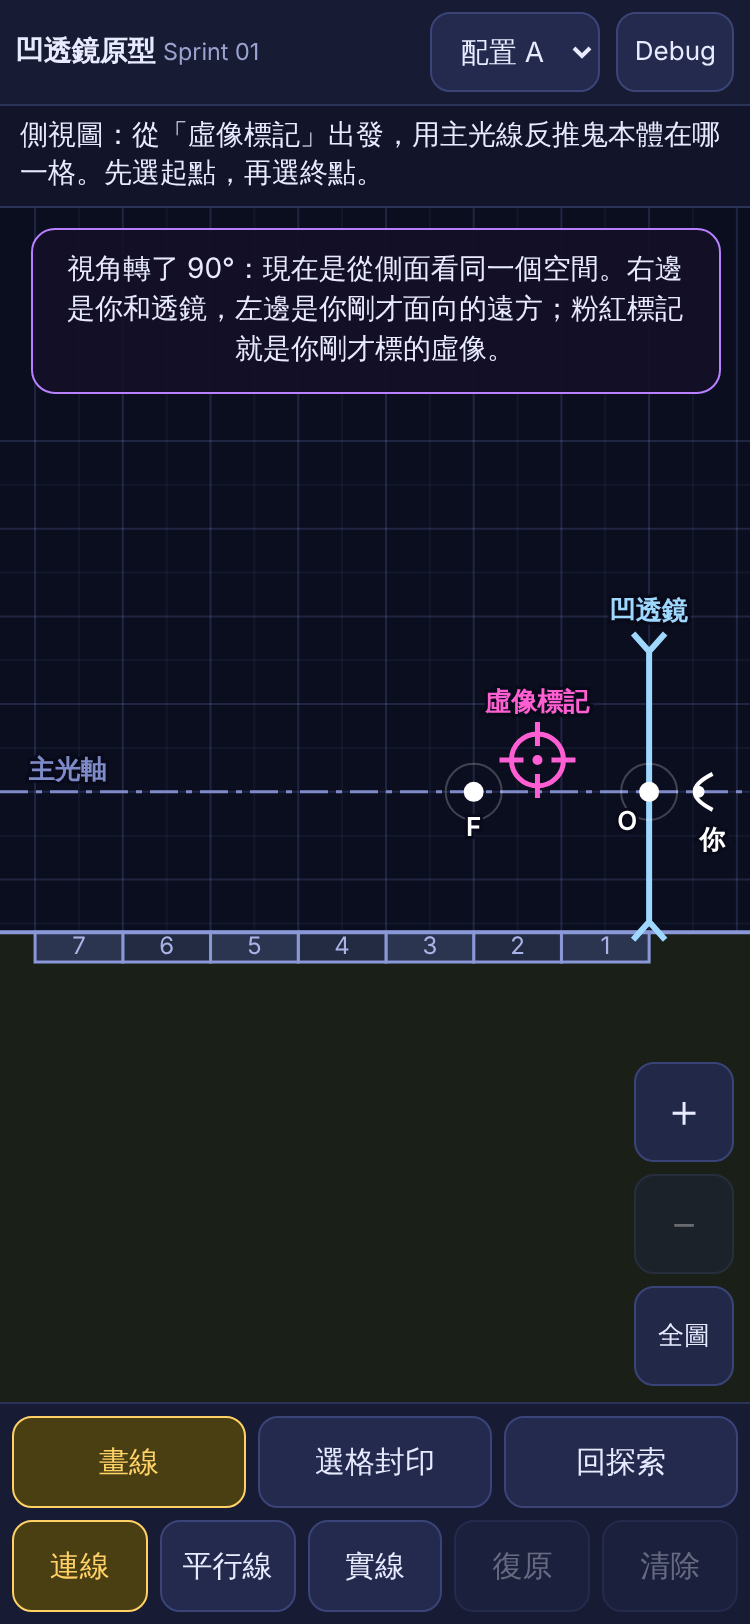 凹透鏡原型 Sprint 01
配置 A
Debug
側視圖：從「虛像標記」出發，用主光線反推鬼本體在哪
一格。先選起點，再選終點。
視角轉了 90°：現在是從側面看同一個空間。右邊
是你和透鏡，左邊是你剛才面向的遠方；粉紅標記
就是你剛才標的虛像。
凹透鏡
虛像標記
主光軸
F
O
你
7 6 5 4 3 2 1
+
−
全圖
畫線 選格封印 回探索
連線 平行線 實線 復原 清除